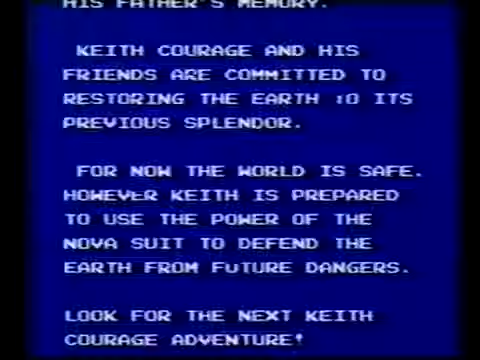 HIS FATHER'S MEMORY.
KEITH COURAGE AND HIS
FRIENDS ARE COMMITTED TO
RESTORING THE EARTH :O ITS
PREVIOUS SPLENDOR.
FOR NOW THE WORLD IS SAFE.
HOWEVER KEITH IS PREPARED
TO USE THE POWER OF THE
NOVA SUIT TO DEFEND THE
EARTH FROM FUTURE DANGERS.
LOOK FOR THE NEXT KEITH
COURAGE ADVENTURE!